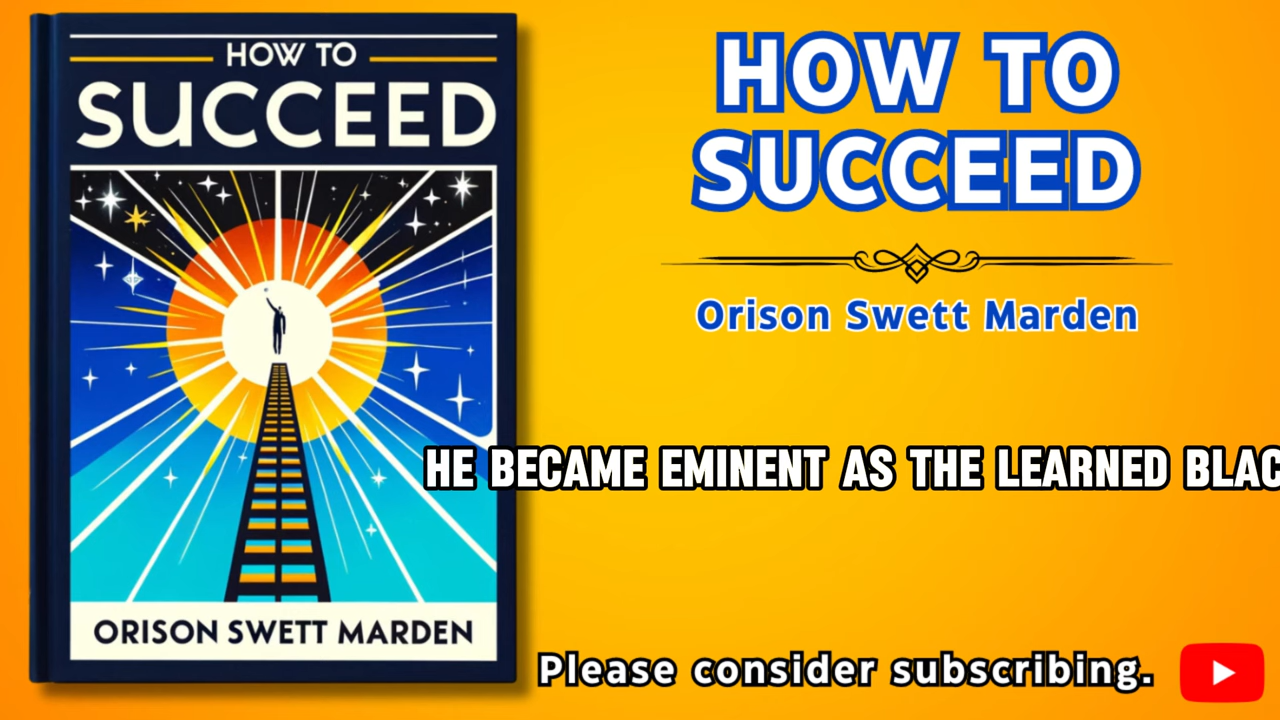 HOW TO
SUCCEED
ORISON SWETT MARDEN
HOW TO
SUCCEED
Orison Swett Marden
HE BECAME EMINENT AS THE LEARNED
Please consider subscribing.